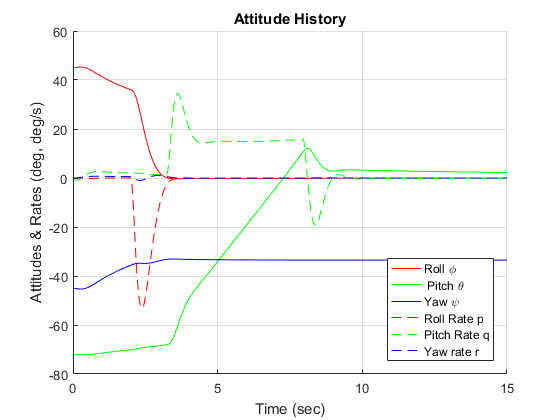 Attitude History
Attitudes & Rates (deg, deg/s)
60
40
20
0
-20
-40
-60
-80
0
5
10
15
Time (sec)
Roll ϕ
Pitch θ
Yaw ψ
Roll Rate p
Pitch Rate q
Yaw rate r